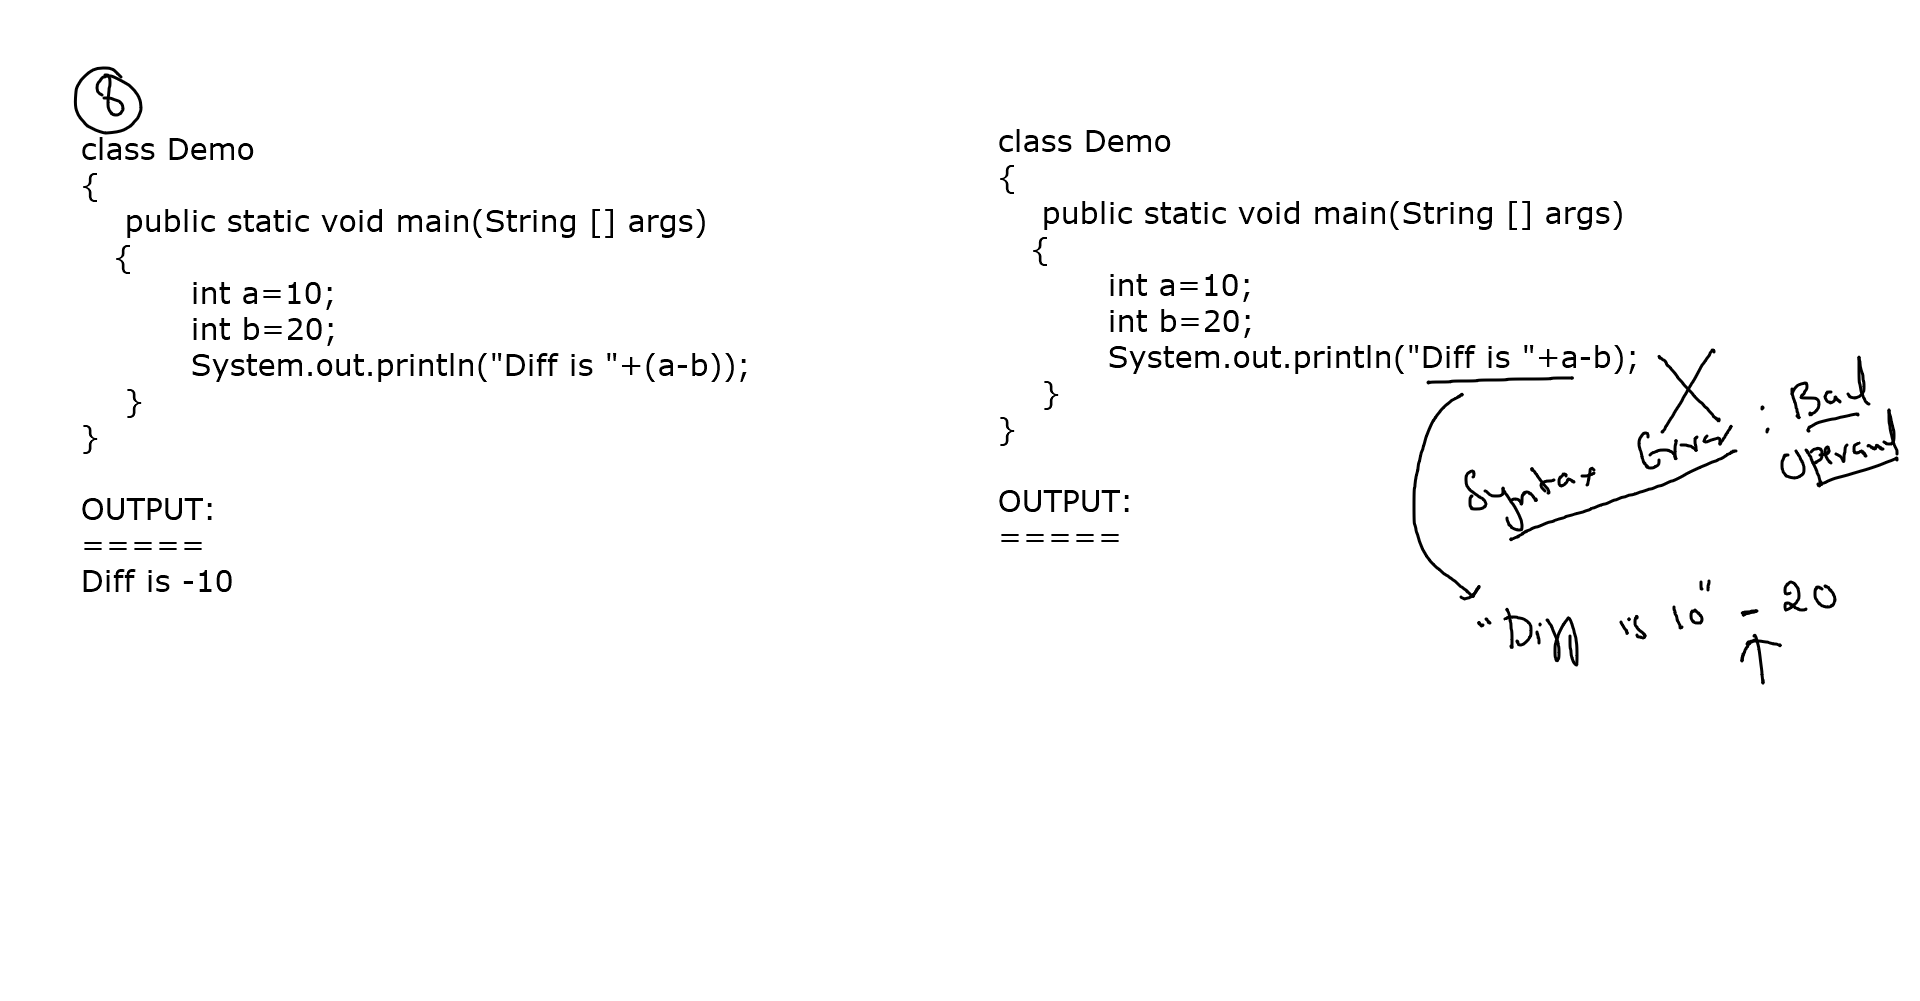 8
class Demo
{
public static void main(String [] args)
{
int a=10;
int b=20;
System.out.println("Diff is "+(a-b));
}
}
OUTPUT:
=====
Diff is -10
class Demo
{
public static void main(String [] args)
{
int a=10;
int b=20;
System.out.println("Diff is "+a-b);
}
}
OUTPUT:
=====
Syntax Error : Bad
operand
"Diff is 10" - 20